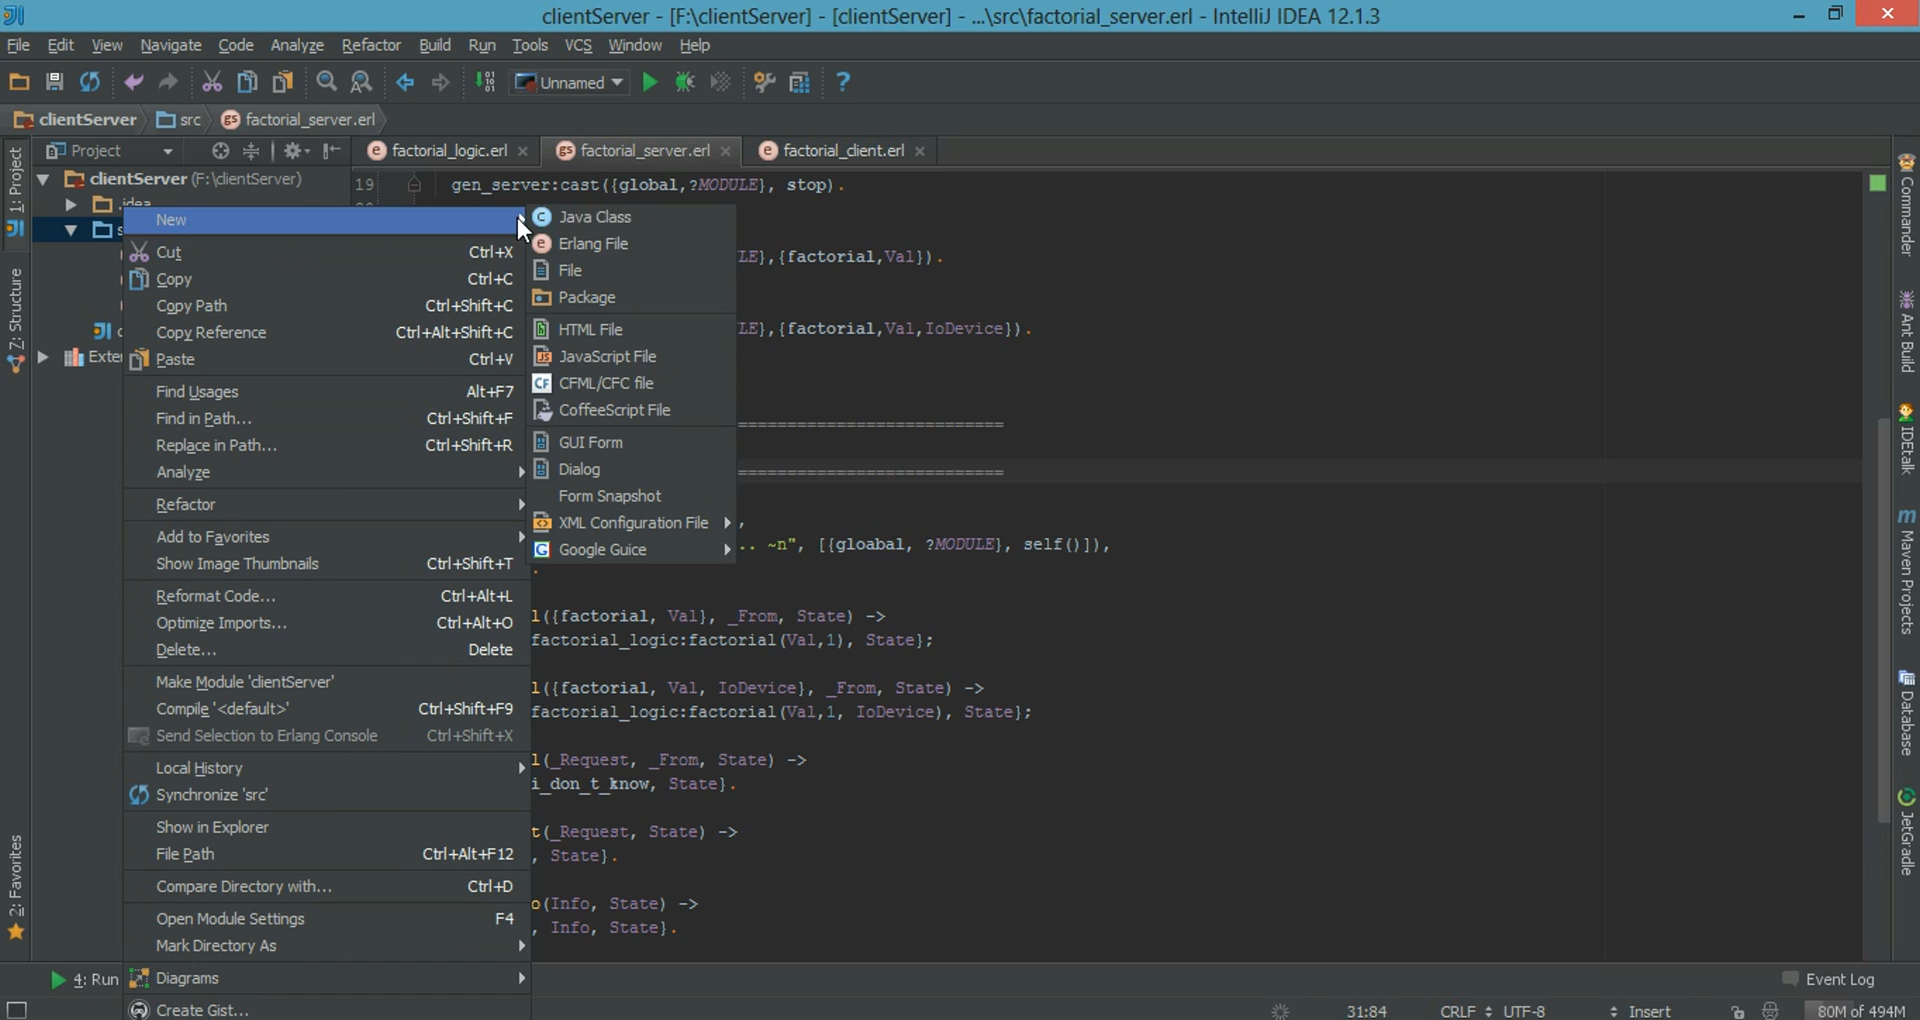 clientServer - [F:\clientServer] - [clientServer] - ...\src\factorial_server.erl - IntelliJ IDEA 12.1.3
File Edit View Navigate Code Analyze Refactor Build Run Tools VCS Window Help
Unnamed
clientServer src factorial_server.erl
Project factorial_logic.erl factorial_server.erl factorial_client.erl
clientServer (F:\clientServer)
19 gen_server:cast({global,?MODULE}, stop).
.idea
New
Cut Ctrl+X
Copy Ctrl+C
Copy Path Ctrl+Shift+C
Copy Reference Ctrl+Alt+Shift+C
Paste Ctrl+V
Find Usages Alt+F7
Find in Path... Ctrl+Shift+F
Replace in Path... Ctrl+Shift+R
Analyze
Refactor
Add to Favorites
Show Image Thumbnails Ctrl+Shift+T
Reformat Code... Ctrl+Alt+L
Optimize Imports... Ctrl+Alt+O
Delete... Delete
Make Module 'clientServer'
Compile '<default>' Ctrl+Shift+F9
Send Selection to Erlang Console Ctrl+Shift+X
Local History
Synchronize 'src'
Show in Explorer
File Path Ctrl+Alt+F12
Compare Directory with... Ctrl+D
Open Module Settings F4
Mark Directory As
Diagrams
Create Gist...
Java Class
Erlang File
File
Package
HTML File
JavaScript File
CFML/CFC file
CoffeeScript File
GUI Form
Dialog
Form Snapshot
XML Configuration File
Google Guice
LE},{factorial,Val}).
LE},{factorial,Val,IoDevice}).
===========================
===========================
,
.. ~n", [{gloabal, ?MODULE}, self()]),
.
l({factorial, Val}, _From, State) ->
factorial_logic:factorial(Val,1), State};
l({factorial, Val, IoDevice}, _From, State) ->
factorial_logic:factorial(Val,1, IoDevice), State};
l(_Request, _From, State) ->
i_don_t_know, State}.
t(_Request, State) ->
, State}.
o(Info, State) ->
, Info, State}.
1: Project
7: Structure
2: Favorites
Exter
Commander
Ant Build
IDEtalk
m Maven Projects
Database
JetGradle
4: Run
Event Log
31:84 CRLF UTF-8 Insert 80M of 494M